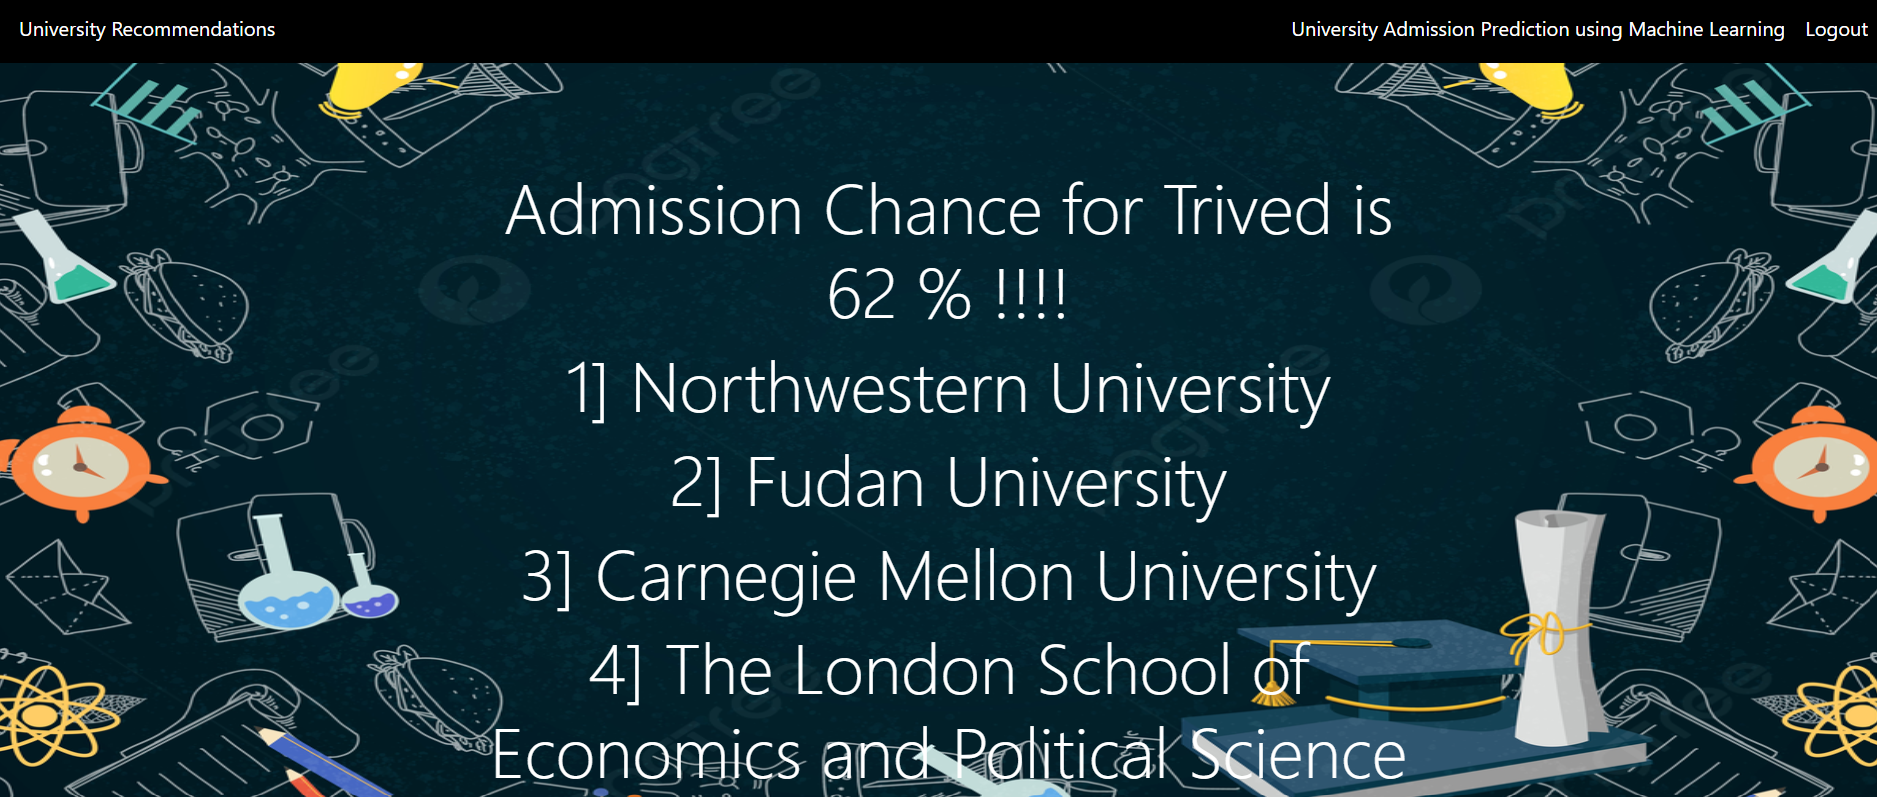 University Recommendations
University Admission Prediction using Machine Learning
Logout
Admission Chance for Trived is
62 % !!!!
1] Northwestern University
2] Fudan University
3] Carnegie Mellon University
4] The London School of
Economics and Political Science